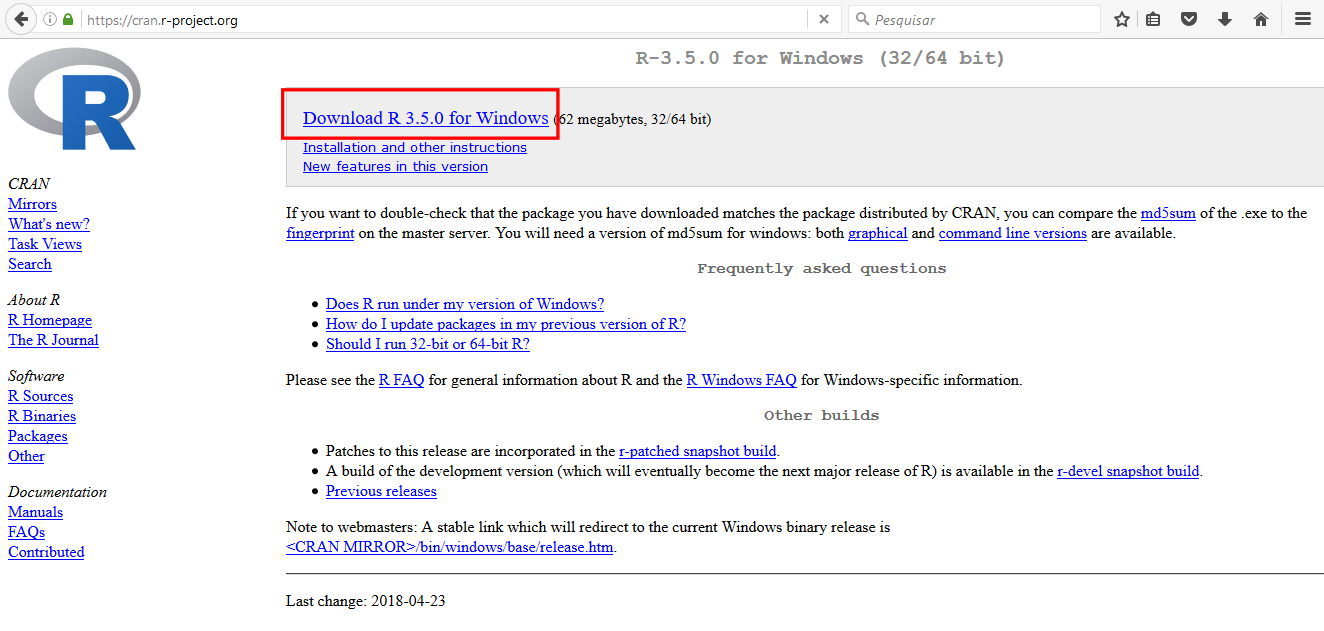 https://cran.r-project.org
Pesquisar
R
R-3.5.0 for Windows (32/64 bit)
Download R 3.5.0 for Windows (62 megabytes, 32/64 bit)
Installation and other instructions
New features in this version
CRAN
Mirrors
What's new?
Task Views
Search
About R
R Homepage
The R Journal
Software
R Sources
R Binaries
Packages
Other
Documentation
Manuals
FAQs
Contributed
If you want to double-check that the package you have downloaded matches the package distributed by CRAN, you can compare the md5sum of the .exe to the
fingerprint on the master server. You will need a version of md5sum for windows: both graphical and command line versions are available.
Frequently asked questions
• Does R run under my version of Windows?
• How do I update packages in my previous version of R?
• Should I run 32-bit or 64-bit R?
Please see the R FAQ for general information about R and the R Windows FAQ for Windows-specific information.
Other builds
• Patches to this release are incorporated in the r-patched snapshot build.
• A build of the development version (which will eventually become the next major release of R) is available in the r-devel snapshot build.
• Previous releases
Note to webmasters: A stable link which will redirect to the current Windows binary release is
<CRAN MIRROR>/bin/windows/base/release.htm.
Last change: 2018-04-23